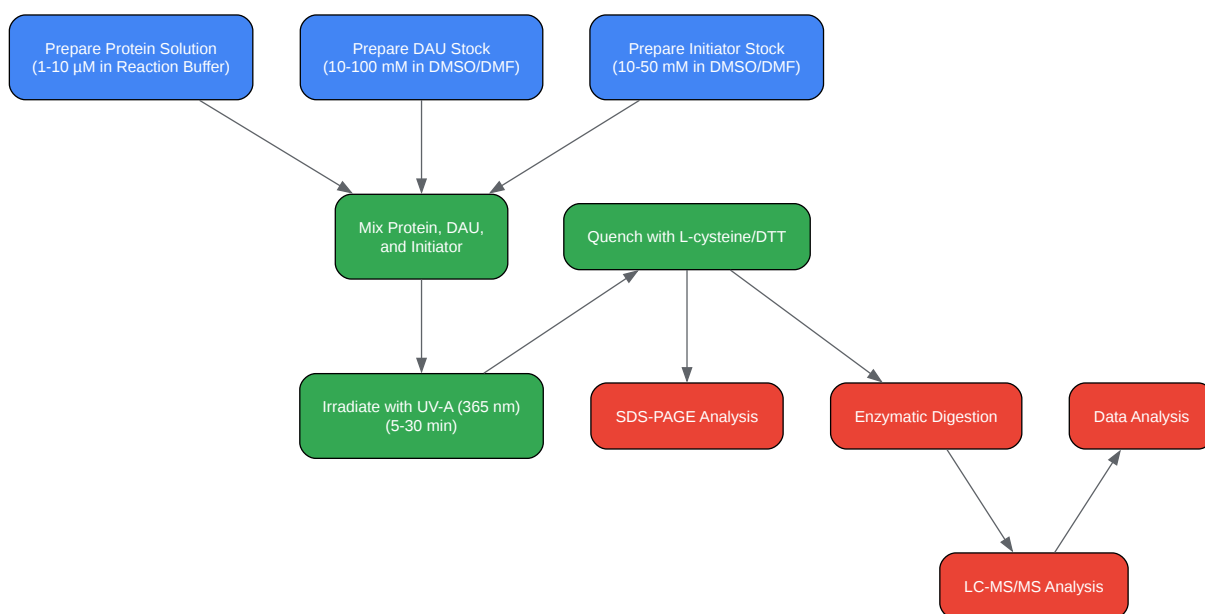 Prepare Protein Solution
(1-10 µM in Reaction Buffer)
Prepare DAU Stock
(10-100 mM in DMSO/DMF)
Prepare Initiator Stock
(10-50 mM in DMSO/DMF)
Mix Protein, DAU,
and Initiator
Quench with L-cysteine/DTT
Irradiate with UV-A (365 nm)
(5-30 min)
SDS-PAGE Analysis
Enzymatic Digestion
Data Analysis
LC-MS/MS Analysis